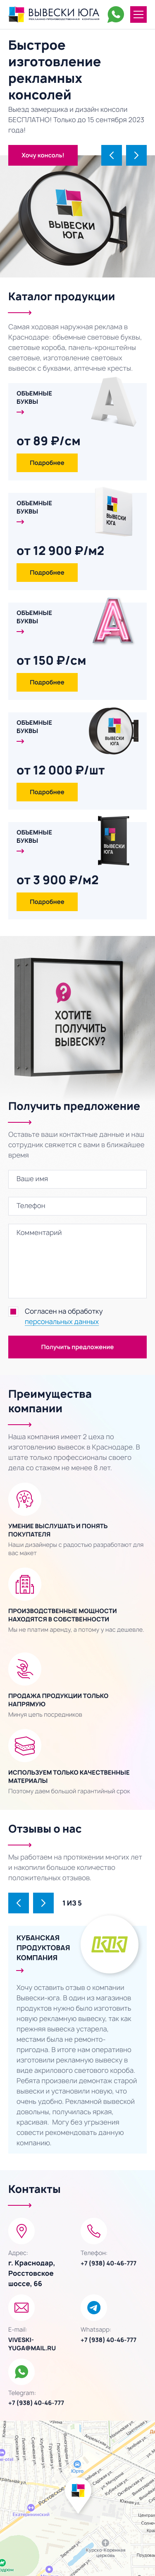 ВЫВЕСКИ ЮГА
Быстрое
изготовление
рекламных
консолей
Выезд замерщика и дизайн консоли
БЕСПЛАТНО! Только до 15 сентября 2023
года!
Хочу консоль!
ВЫВЕСКИ
ЮГА
Каталог продукции
Самая ходовая наружная реклама в
Краснодаре: объемные световые буквы,
световые короба, панель-кронштейны
световые, изготовление световых
вывесок с буквами, аптечные кресты.
ОБЪЕМНЫЕ
БУКВЫ
от 89 ₽/см
Подробнее
ОБЪЕМНЫЕ
БУКВЫ
ВЫВЕСКИ
ЮГА
от 12 900 ₽/м2
Подробнее
ОБЪЕМНЫЕ
БУКВЫ
от 150 ₽/см
Подробнее
ОБЪЕМНЫЕ
БУКВЫ
ВЫВЕСКИ
ЮГА
от 12 000 ₽/шт
Подробнее
ОБЪЕМНЫЕ
БУКВЫ
ВЫВЕСКИ
ЮГА
от 3 900 ₽/м2
Подробнее
ХОТИТЕ
ПОЛУЧИТЬ
ВЫВЕСКУ?
Получить предложение
Оставьте ваши контактные данные и наш
сотрудник свяжется с вами в ближайшее
время
Ваше имя
Телефон
Комментарий
Согласен на обработку
персональных данных
Получить предложение
Преимущества
компании
Наша компания имеет 2 цеха по
изготовлению вывесок в Краснодаре. В
штате только профессионалы своего
дела со стажем не менее 8 лет.
УМЕНИЕ ВЫСЛУШАТЬ И ПОНЯТЬ
ПОКУПАТЕЛЯ
Наши дизайнеры с радостью разработают для
вас макет
ПРОИЗВОДСТВЕННЫЕ МОЩНОСТИ
НАХОДЯТСЯ В СОБСТВЕННОСТИ
Мы не платим аренду, а потому у нас дешевле.
ПРОДАЖА ПРОДУКЦИИ ТОЛЬКО
НАПРЯМУЮ
Минуя цепь посредников
ИСПОЛЬЗУЕМ ТОЛЬКО КАЧЕСТВЕННЫЕ
МАТЕРИАЛЫ
Поэтому даем большой гарантийный срок
Отзывы о нас
Мы работаем на протяжении многих лет
и накопили большое количество
положительных отзывов.
1 ИЗ 5
КУБАНСКАЯ
ПРОДУКТОВАЯ
КОМПАНИЯ
Хочу оставить отзыв о компании
Вывески-юга. В один из магазинов
продуктов нужно было изготовить
новую рекламную вывеску, так как
прежняя вывеска устарела,
местами была не ремонто-
пригодна. В итоге нам оперативно
изготовили рекламную вывеску в
виде акрилового светового короба.
Ребята произвели демонтаж старой
вывески и установили новую, что
очень удобно. Рекламной вывеской
довольны, получилась яркая,
красивая. Могу без угрызения
совести рекомендовать данную
компанию.
Контакты
Адрес:
г. Краснодар,
Росстовское
шоссе, 66
Телефон:
+7 (938) 40-46-777
E-mail:
VIVESKI-
YUGA@MAIL.RU
Whatsapp:
+7 (938) 40-46-777
Telegram:
+7 (938) 40-46-777